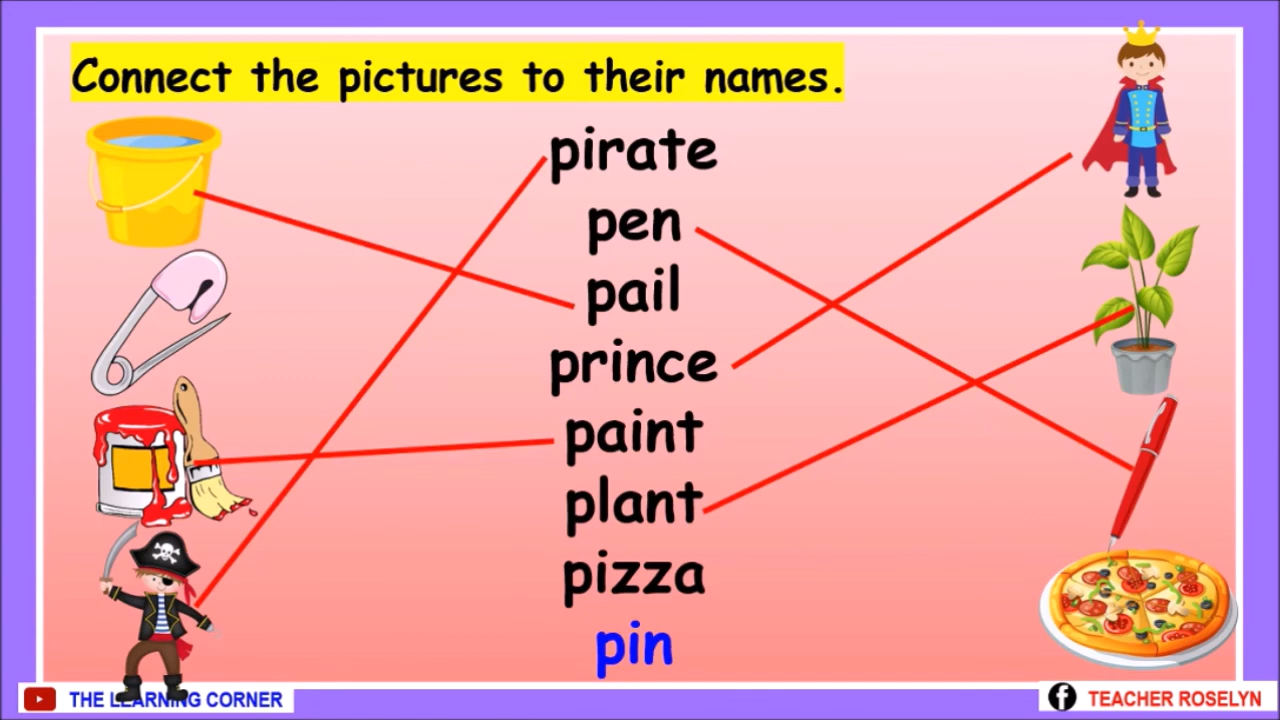 Connect the pictures to their names.
pirate
pen
pail
prince
paint
plant
pizza
pin
THE LEARNING CORNER
TEACHER ROSELYN